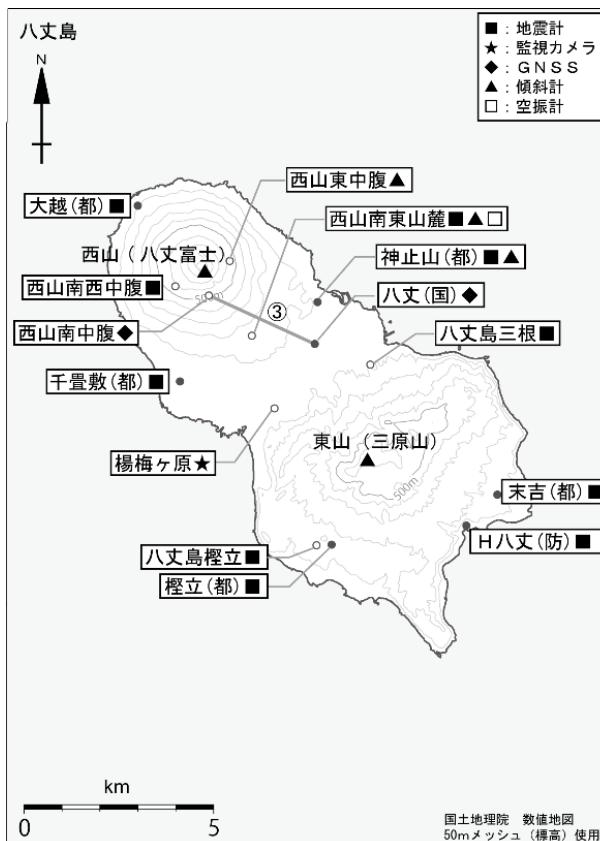 八丈島
N
■：地震計
★：監視カメラ
◆：ＧＮＳＳ
▲：傾斜計
□：空振計
西山東中腹▲
大越(都)■
西山南東山麓■▲□
西山（八丈富士）
神止山(都)■▲
西山南西中腹■
八丈(国)◆
500m
③
西山南中腹◆
八丈島三根■
千畳敷(都)■
東山（三原山）
楊梅ヶ原★
500m
末吉(都)■
Ｈ八丈(防)■
八丈島樫立■
樫立(都)■
km
0 5
国土地理院　数値地図
50mメッシュ（標高）使用